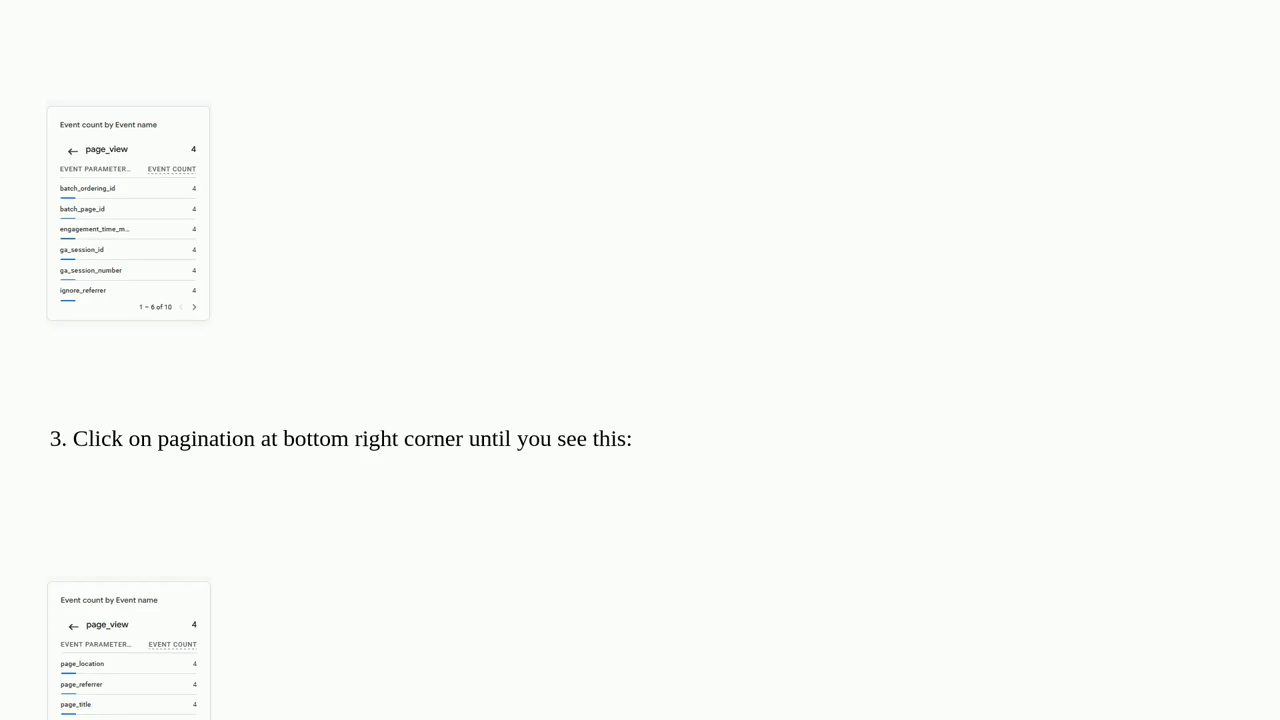 Event count by Event name
page_view 4
EVENT PARAMETER... EVENT COUNT
batch_ordering_id 4
batch_page_id 4
engagement_time_m... 4
ga_session_id 4
ga_session_number 4
ignore_referrer 4
1 – 6 of 10
3. Click on pagination at bottom right corner until you see this:
Event count by Event name
page_view 4
EVENT PARAMETER... EVENT COUNT
page_location 4
page_referrer 4
page_title 4